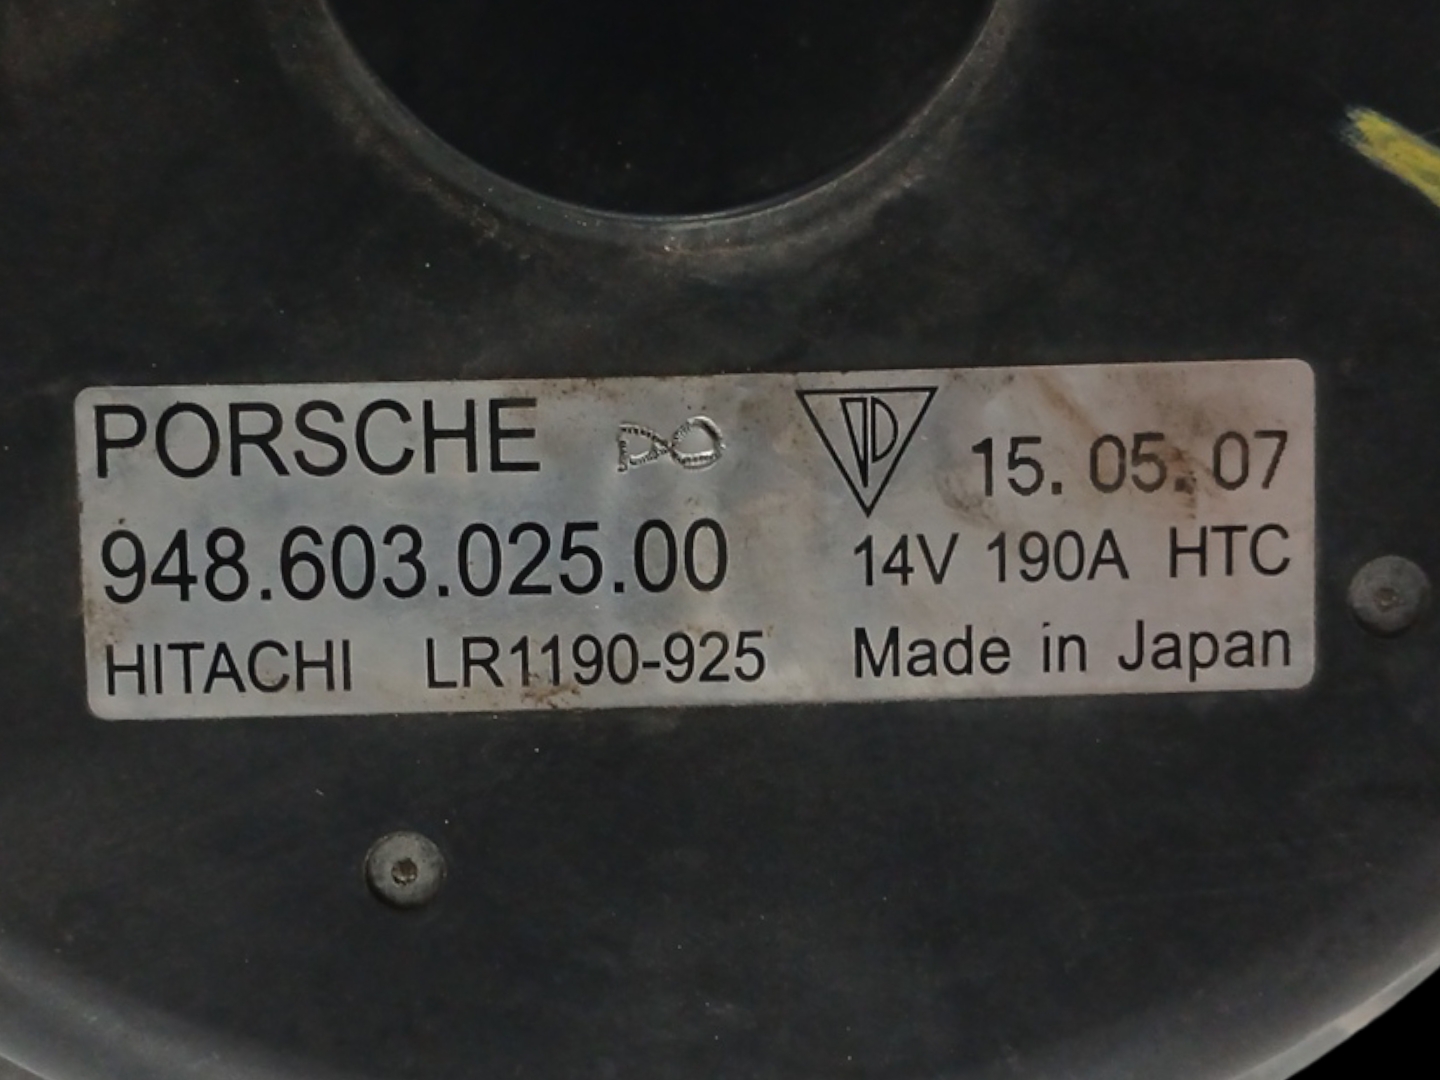 PORSCHE 15. 05. 07
948.603.025.00 14V 190A HTC
HITACHI LR1190-925 Made in Japan